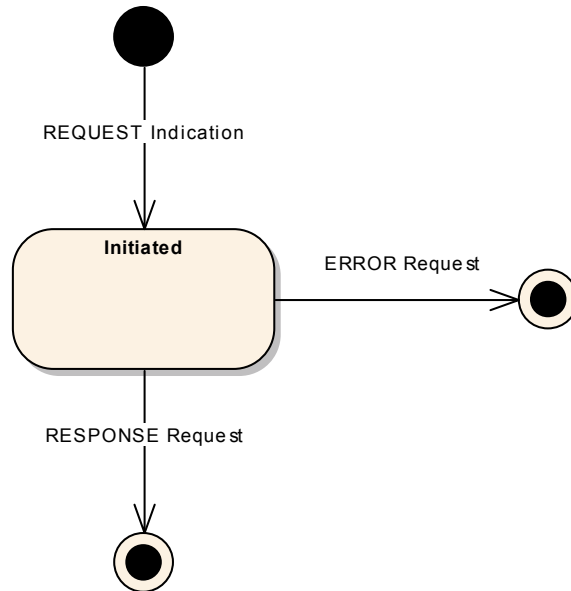 REQUEST Indication
Initiated
ERROR Request
RESPONSE Request